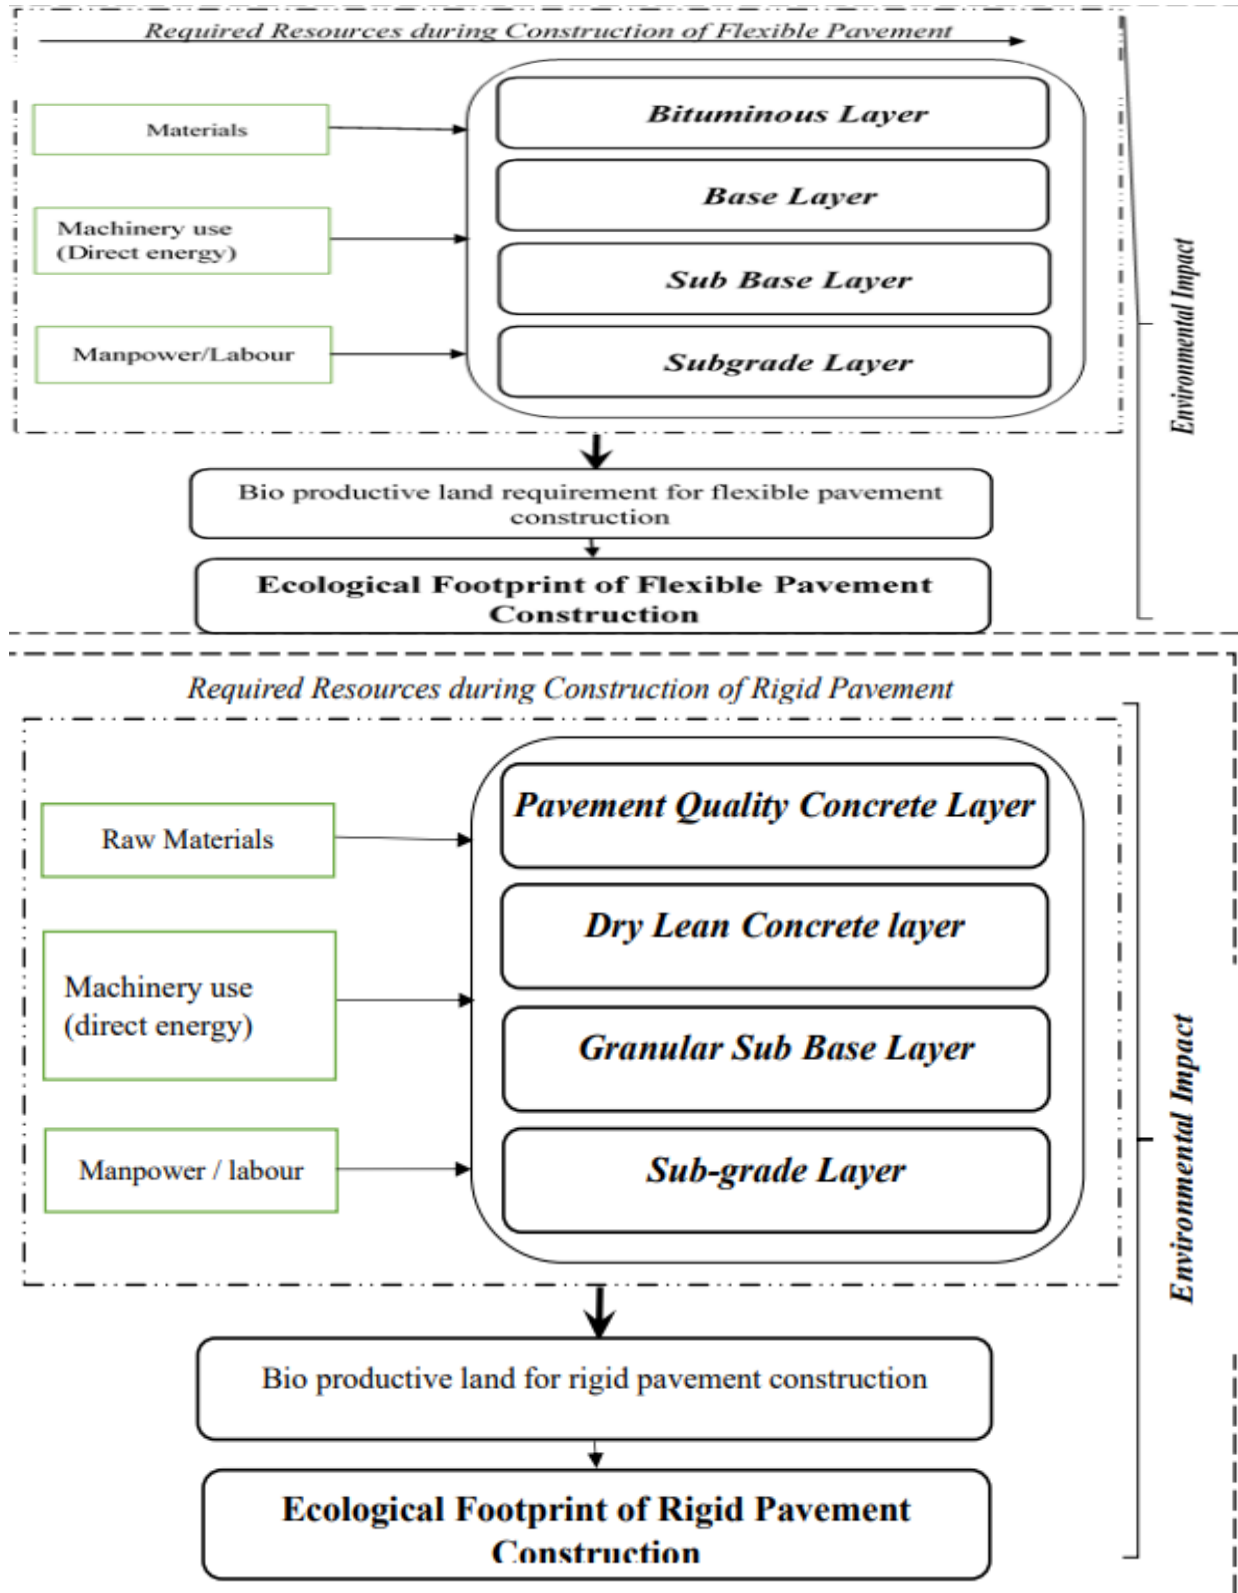 Required Resources during Construction of Flexible Pavement
Bituminous Layer
Materials
Base Layer
Machinery use
(Direct energy)
Sub Base Layer
Manpower/Labour
Subgrade Layer
Environmental Impact
Bio productive land requirement for flexible pavement
construction
Ecological Footprint of Flexible Pavement
Construction
Required Resources during Construction of Rigid Pavement
Pavement Quality Concrete Layer
Raw Materials
Dry Lean Concrete layer
Machinery use
(direct energy)
Granular Sub Base Layer
Manpower / labour
Sub-grade Layer
Environmental Impact
Bio productive land for rigid pavement construction
Ecological Footprint of Rigid Pavement
Construction